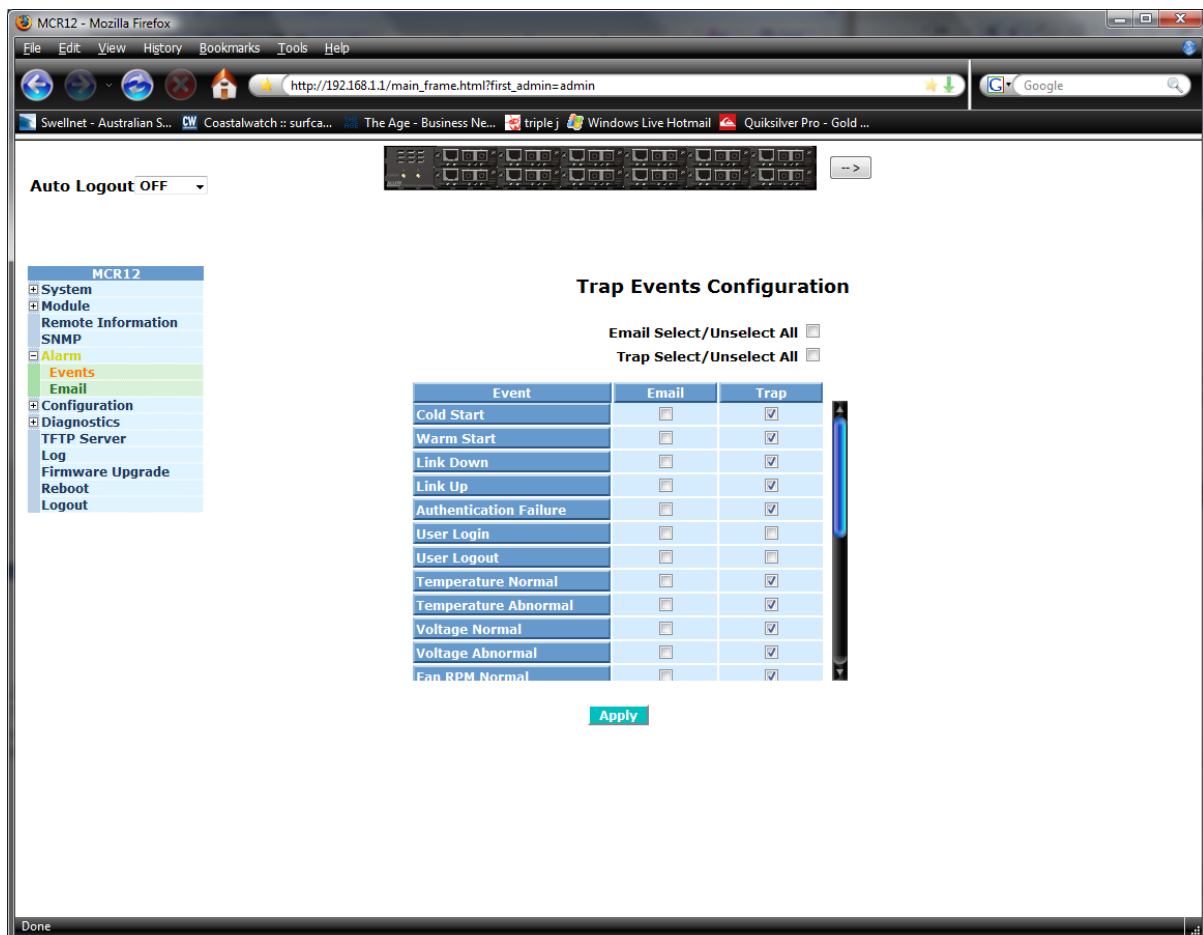 MCR12 - Mozilla Firefox
File Edit View History Bookmarks Tools Help
http://192.168.1.1/main_frame.html?first_admin=admin
Google
Swellnet - Australian S... CW Coastalwatch :: surfca... The Age - Business Ne... triple j Windows Live Hotmail Quiksilver Pro - Gold ...
Auto Logout OFF
-->
MCR12
System
Module
Remote Information
SNMP
Alarm
Events
Email
Configuration
Diagnostics
TFTP Server
Log
Firmware Upgrade
Reboot
Logout
Trap Events Configuration
Email Select/Unselect All
Trap Select/Unselect All
Event Email Trap
Cold Start
Warm Start
Link Down
Link Up
Authentication Failure
User Login
User Logout
Temperature Normal
Temperature Abnormal
Voltage Normal
Voltage Abnormal
Fan RPM Normal
Apply
Done